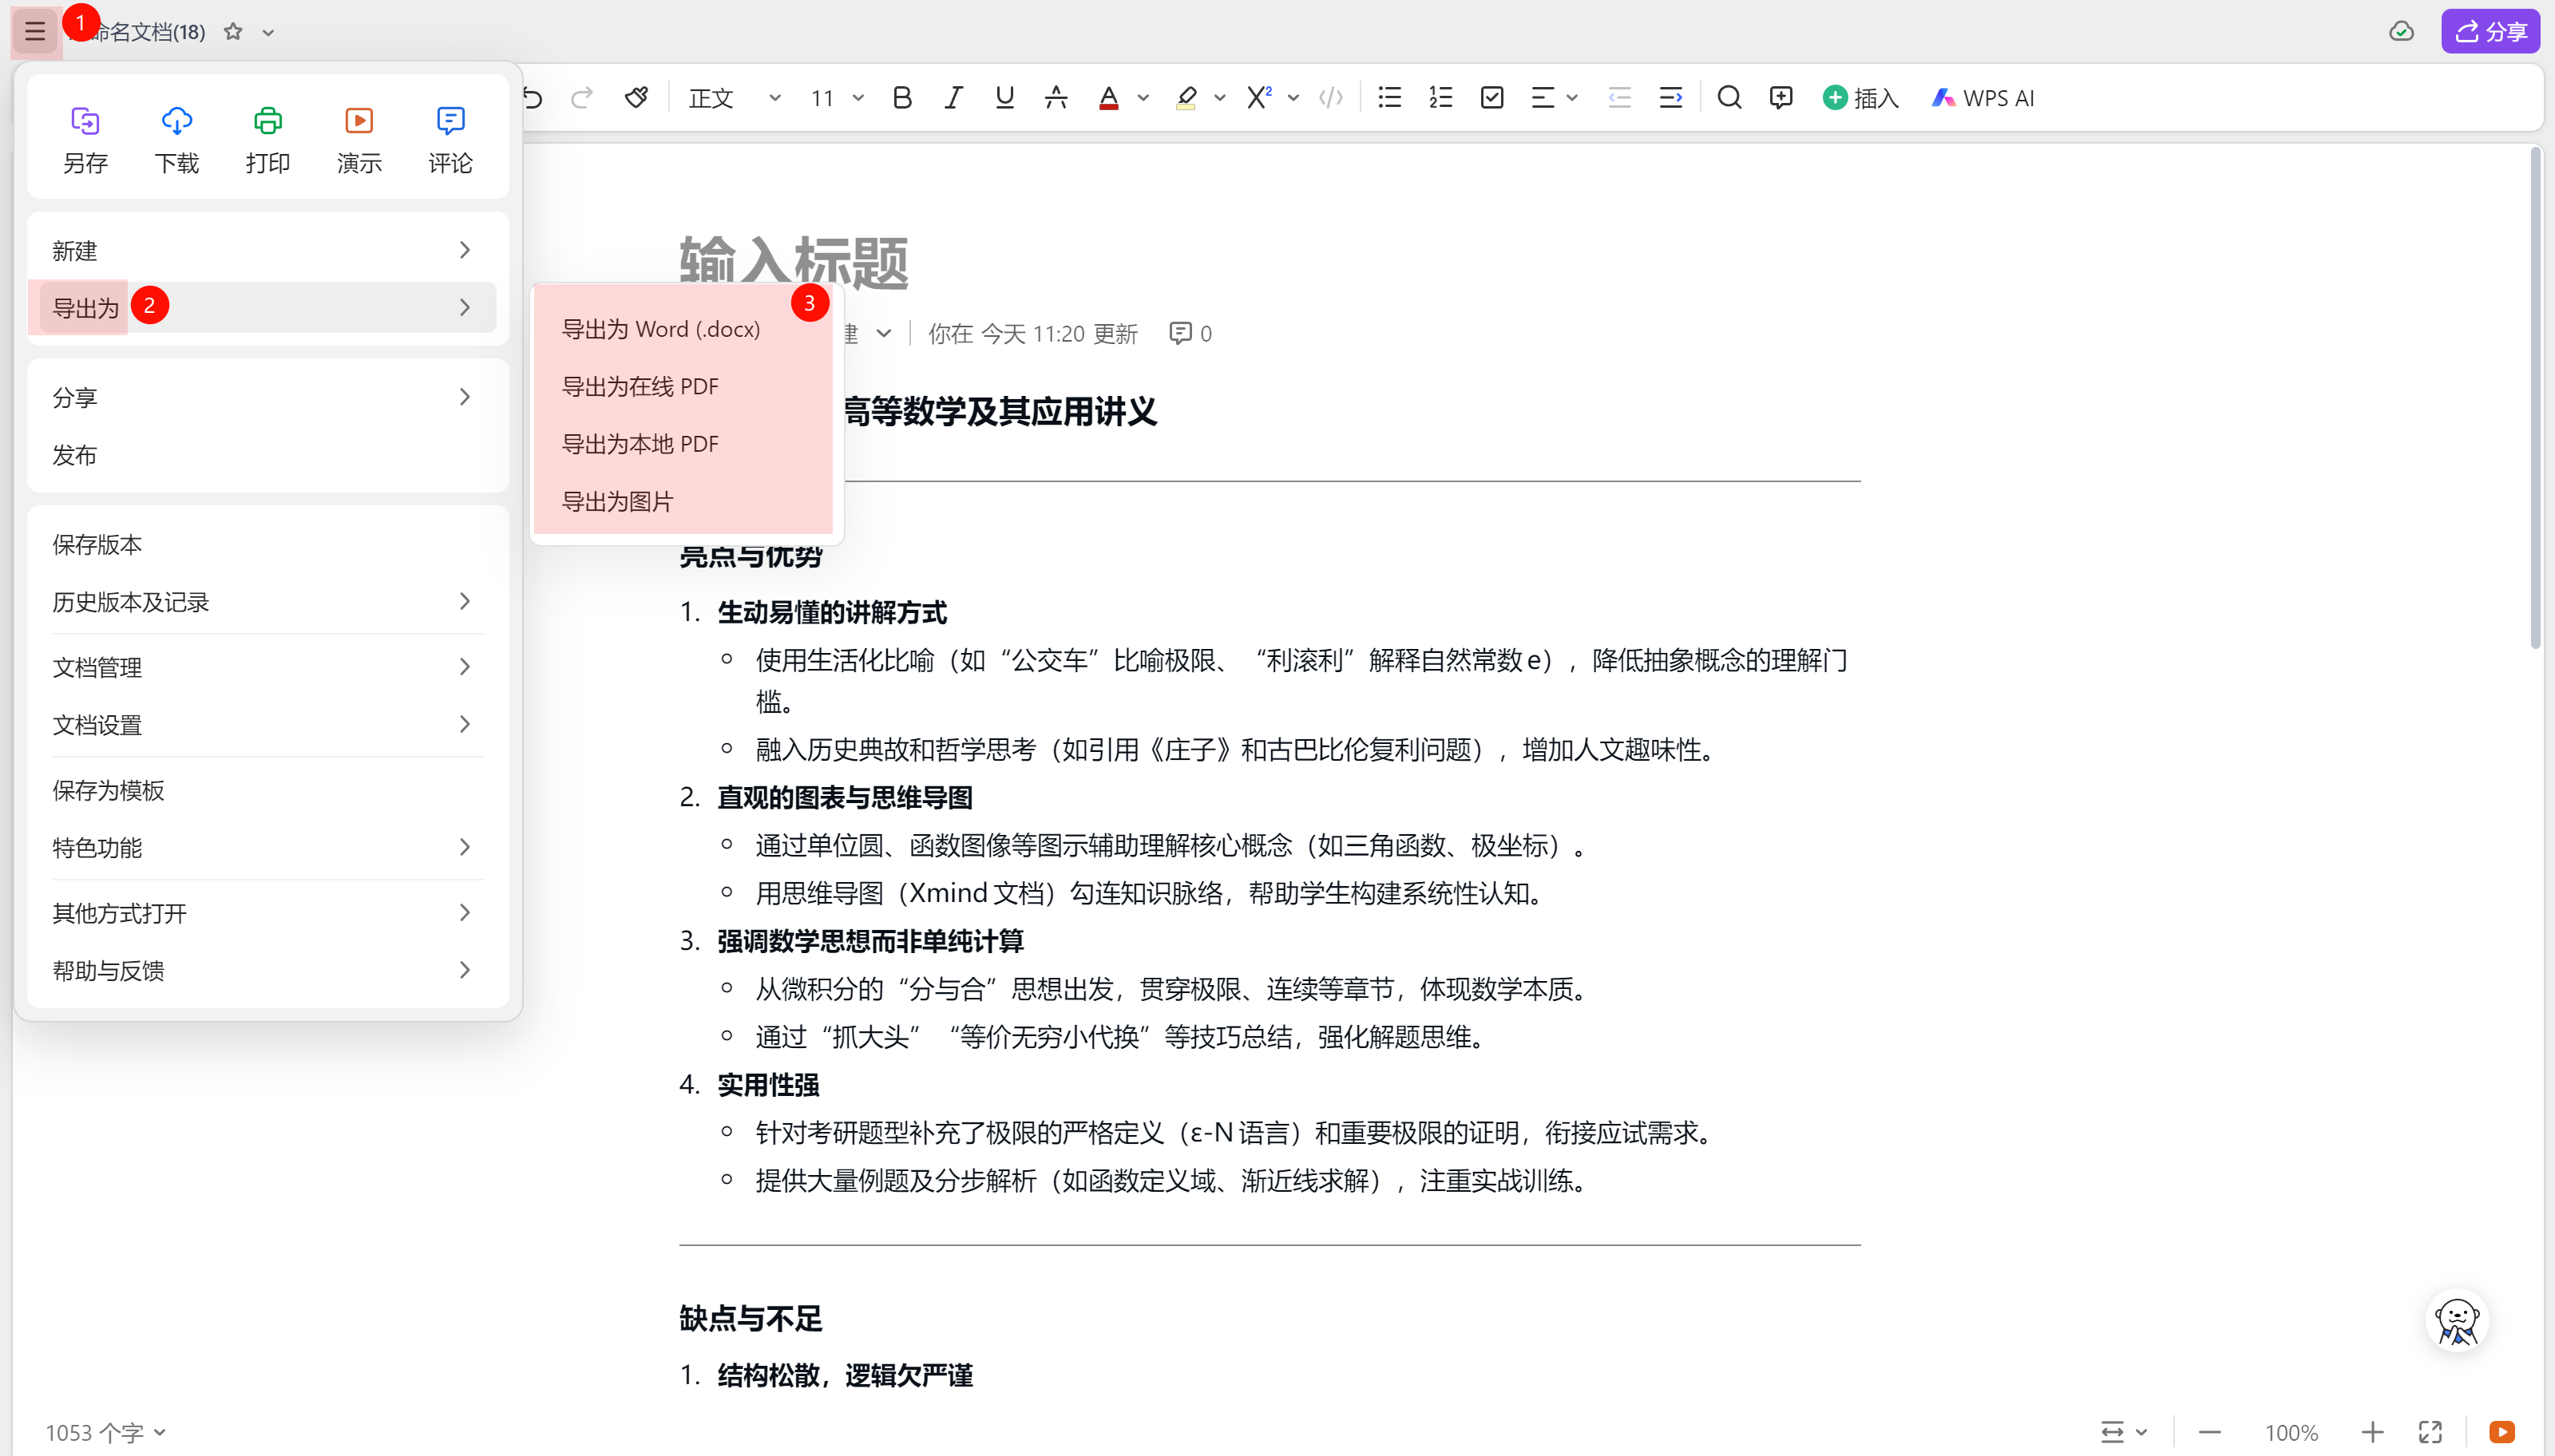 1
命名文档(18)
分享
另存
下载
打印
演示
评论
正文
11
插入
WPS AI
新建
导出为
2
分享
发布
保存版本
历史版本及记录
文档管理
文档设置
保存为模板
特色功能
其他方式打开
帮助与反馈
3
导出为 Word (.docx)
导出为在线 PDF
导出为本地 PDF
导出为图片
输入标题
建
你在 今天 11:20 更新
0
高等数学及其应用讲义
亮点与优势
1. 生动易懂的讲解方式
使用生活化比喻（如“公交车”比喻极限、“利滚利”解释自然常数 e），降低抽象概念的理解门
槛。
融入历史典故和哲学思考（如引用《庄子》和古巴比伦复利问题），增加人文趣味性。
2. 直观的图表与思维导图
通过单位圆、函数图像等图示辅助理解核心概念（如三角函数、极坐标）。
用思维导图（Xmind 文档）勾连知识脉络，帮助学生构建系统性认知。
3. 强调数学思想而非单纯计算
从微积分的“分与合”思想出发，贯穿极限、连续等章节，体现数学本质。
通过“抓大头”“等价无穷小代换”等技巧总结，强化解题思维。
4. 实用性强
针对考研题型补充了极限的严格定义（ε-N 语言）和重要极限的证明，衔接应试需求。
提供大量例题及分步解析（如函数定义域、渐近线求解），注重实战训练。
缺点与不足
1. 结构松散，逻辑欠严谨
1053 个字
100%